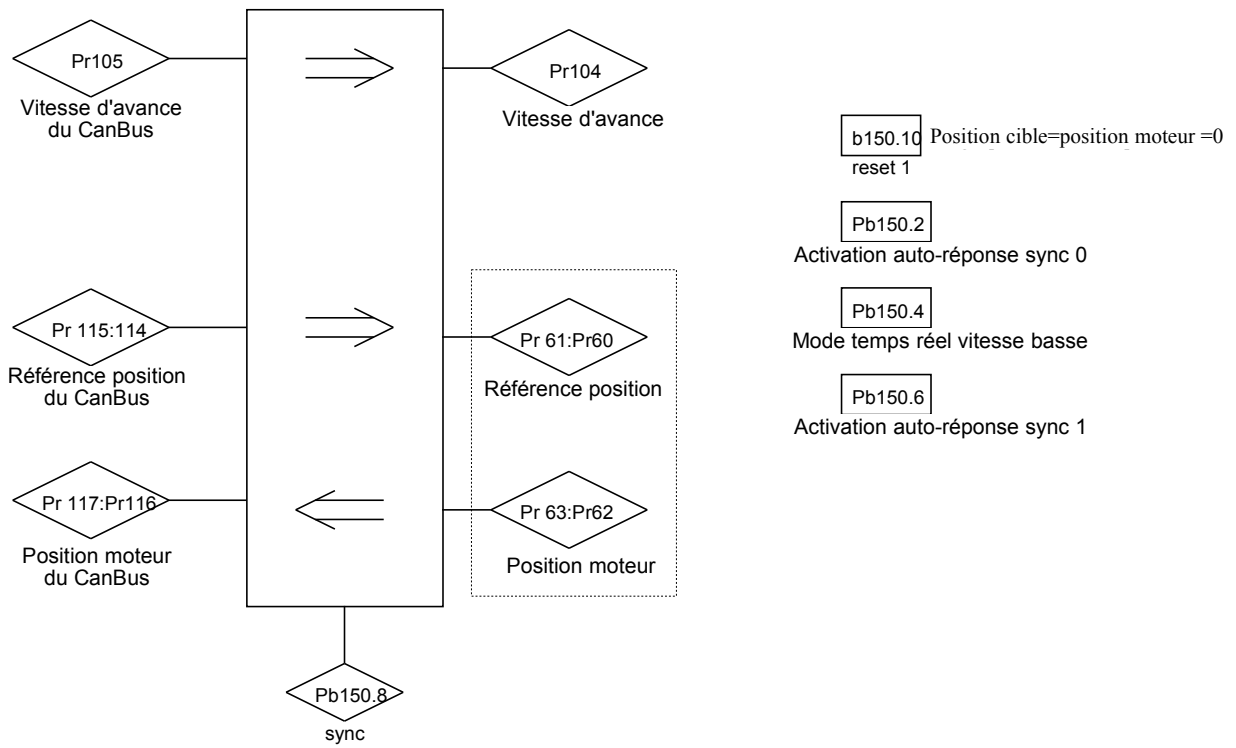 Pr105
Vitesse d'avance
du CanBus
Pr104
Vitesse d'avance
Pr 115:114
Référence position
du CanBus
Pr 61:Pr60
Référence position
Pr 117:Pr116
Position moteur
du CanBus
Pr 63:Pr62
Position moteur
Pb150.8
sync
b150.10 Position cible=position moteur =0
reset 1
Pb150.2
Activation auto-réponse sync 0
Pb150.4
Mode temps réel vitesse basse
Pb150.6
Activation auto-réponse sync 1